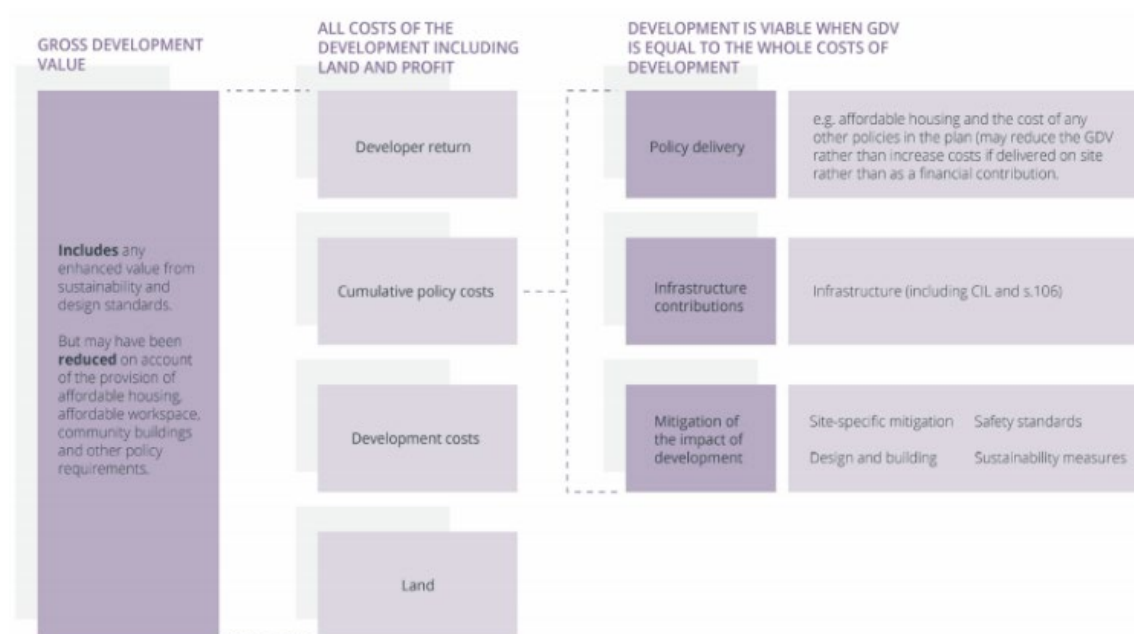 GROSS DEVELOPMENT
VALUE
Includes any
enhanced value from
sustainability and
design standards.
But may have been
reduced on account
of the provision of
affordable housing,
affordable workspace,
community buildings
and other policy
requirements.
ALL COSTS OF THE
DEVELOPMENT INCLUDING
LAND AND PROFIT
Developer return
Cumulative policy costs
Development costs
Land
DEVELOPMENT IS VIABLE WHEN GDV
IS EQUAL TO THE WHOLE COSTS OF
DEVELOPMENT
Policy delivery
e.g. affordable housing and the cost of any
other policies in the plan (may reduce the GDV
rather than increase costs if delivered on site
rather than as a financial contribution.
Infrastructure
contributions
Infrastructure (including CIL and s.106)
Mitigation of
the impact of
development
Site-specific mitigation Safety standards
Design and building Sustainability measures